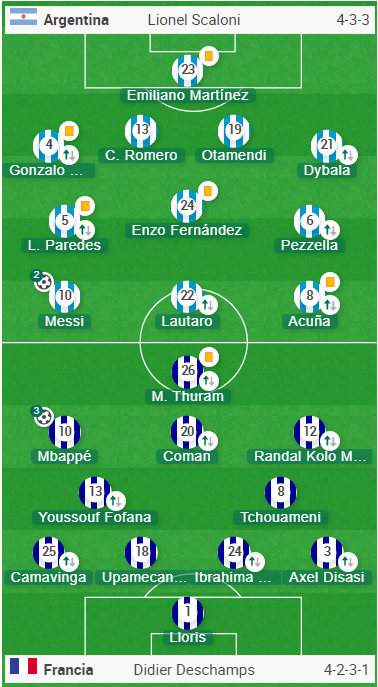 Argentina Lionel Scaloni 4-3-3
23
Emiliano Martínez
4 13 19 21
Gonzalo ... C. Romero Otamendi Dybala
5 24 6
L. Paredes Enzo Fernández Pezzella
2
10 22 8
Messi Lautaro Acuña
26
M. Thuram
3
10 20 12
Mbappé Coman Randal Kolo M...
13 8
Youssouf Fofana Tchouameni
25 18 24 3
Camavinga Upamecan... Ibrahima ... Axel Disasi
1
Lloris
Francia Didier Deschamps 4-2-3-1